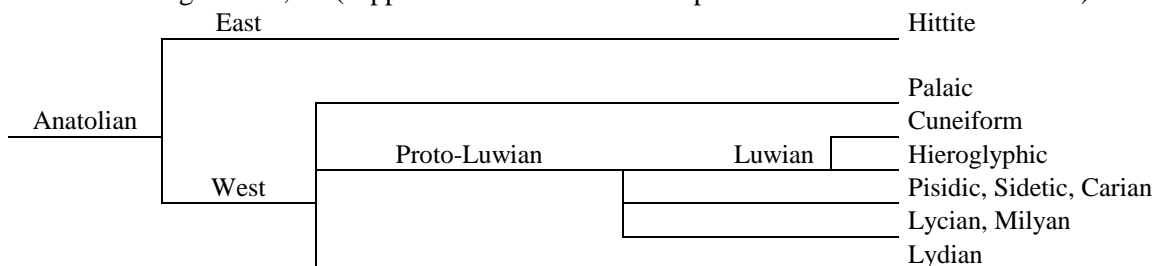 East Hittite
Palaic
Anatolian Cuneiform
Proto-Luwian Luwian Hieroglyphic
West Pisidic, Sidetic, Carian
Lycian, Milyan
Lydian